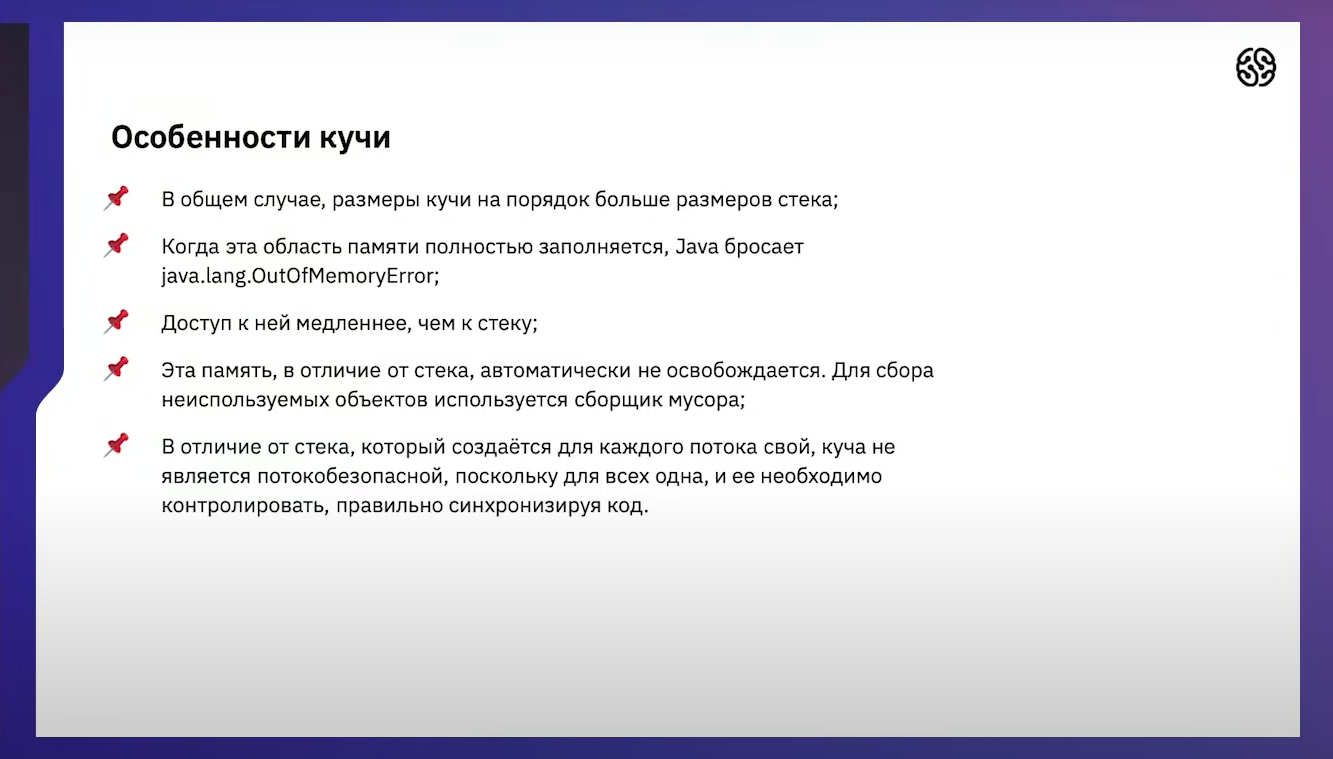 Особенности кучи
В общем случае, размеры кучи на порядок больше размеров стека;
Когда эта область памяти полностью заполняется, Java бросает
java.lang.OutOfMemoryError;
Доступ к ней медленнее, чем к стеку;
Эта память, в отличие от стека, автоматически не освобождается. Для сбора
неиспользуемых объектов используется сборщик мусора;
В отличие от стека, который создаётся для каждого потока свой, куча не
является потокобезопасной, поскольку для всех одна, и ее необходимо
контролировать, правильно синхронизируя код.